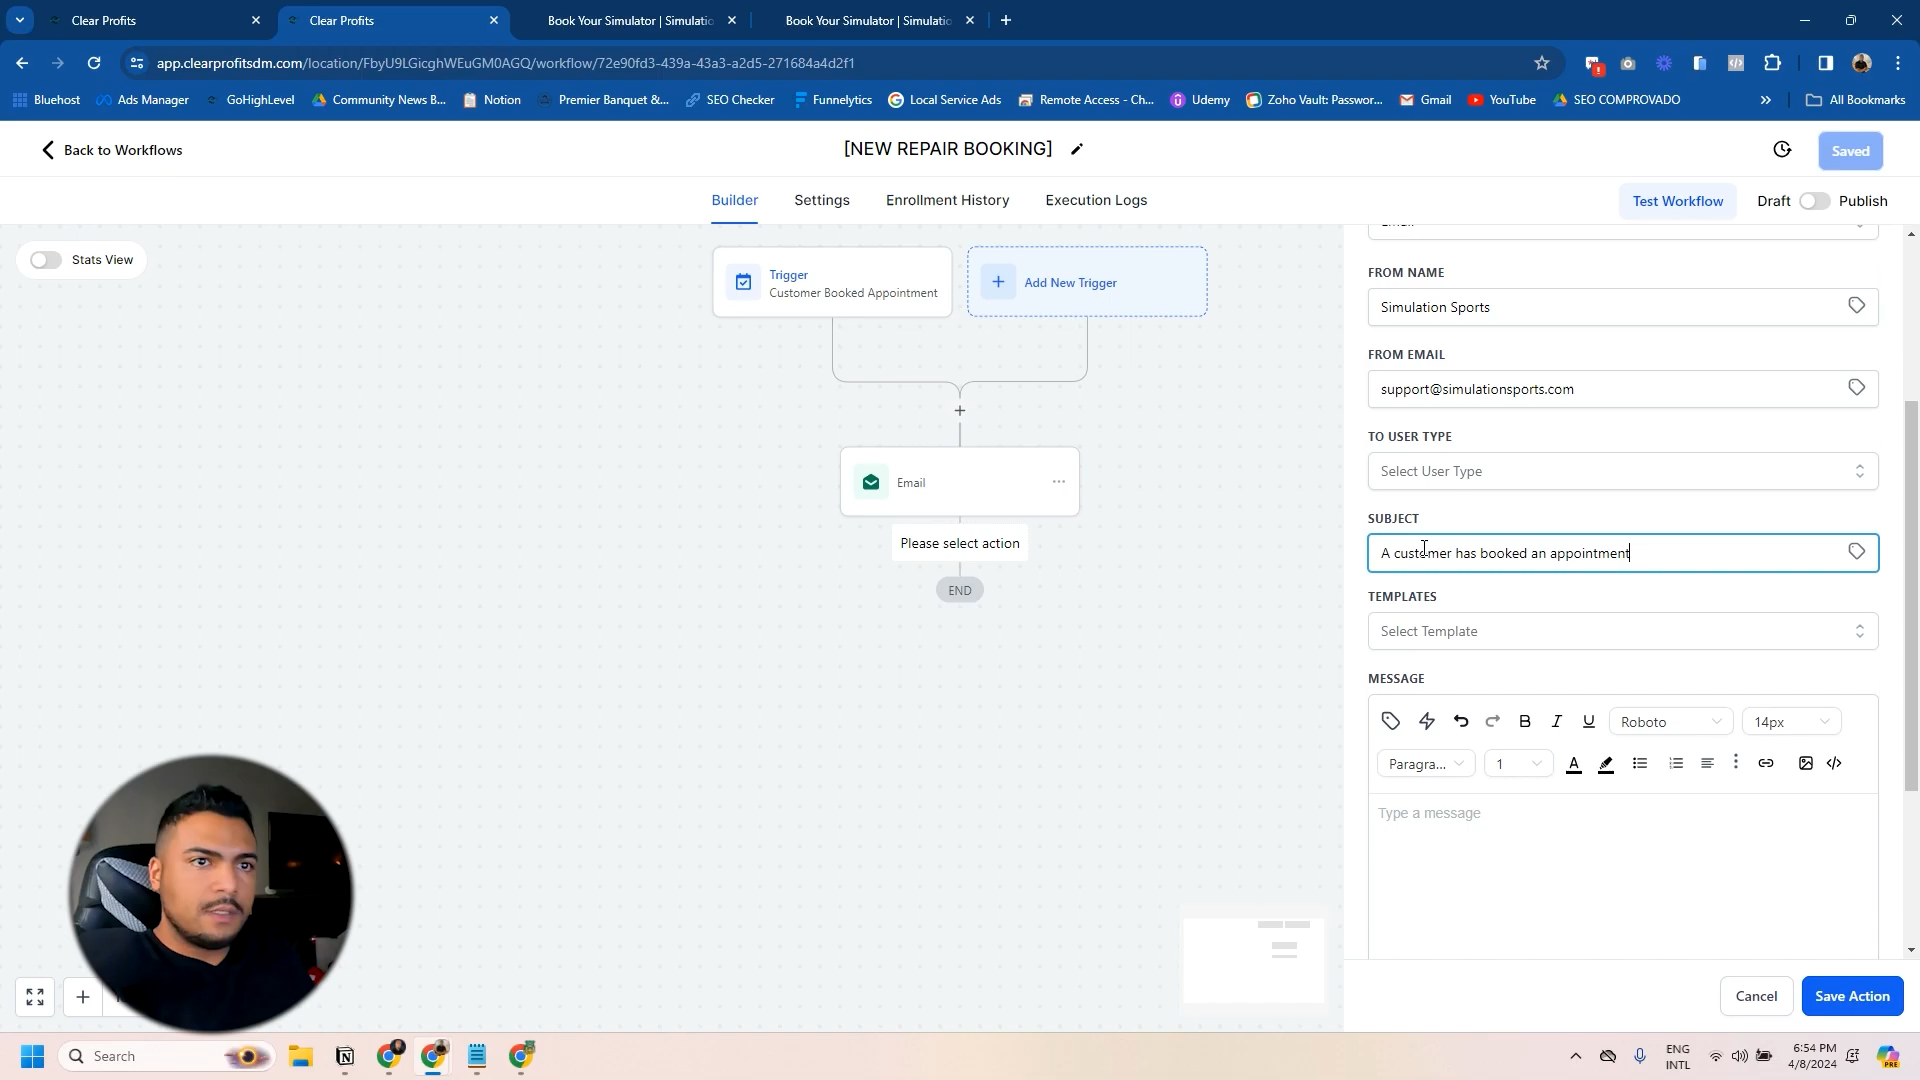 Clear Profits
Clear Profits
Book Your Simulator | Simulatio
Book Your Simulator | Simulatio
app.clearprofitsdm.com/location/FbyU9LGicghWEuGM0AGQ/workflow/72e90fd3-439a-43a3-a2d5-271684a4d2f1
Bluehost
Ads Manager
GoHighLevel
Community News B...
Notion
Premier Banquet &...
SEO Checker
Funnelytics
Local Service Ads
Remote Access - Ch...
Udemy
Zoho Vault: Passwor...
Gmail
YouTube
SEO COMPROVADO
All Bookmarks
Back to Workflows
[NEW REPAIR BOOKING]
Saved
Builder
Settings
Enrollment History
Execution Logs
Test Workflow
Draft
Publish
Stats View
Trigger
Customer Booked Appointment
Add New Trigger
Email
Please select action
END
FROM NAME
Simulation Sports
FROM EMAIL
support@simulationsports.com
TO USER TYPE
Select User Type
SUBJECT
A customer has booked an appointment
TEMPLATES
Select Template
MESSAGE
Roboto
14px
Paragra...
1
Type a message
Cancel
Save Action
Search
ENG
INTL
6:54 PM
4/8/2024